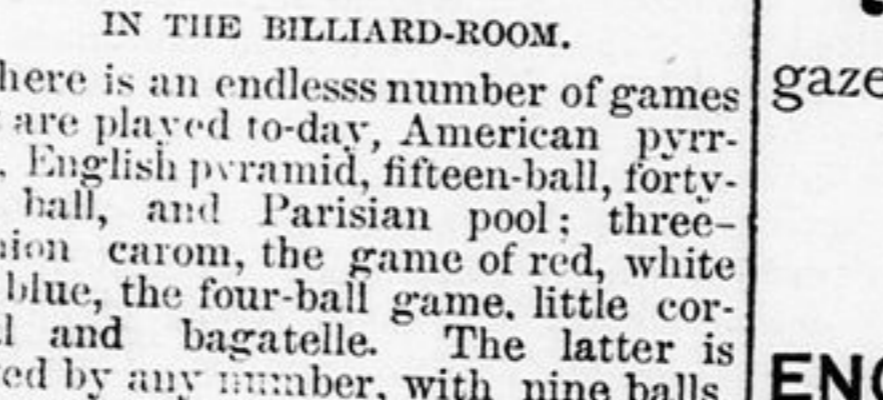 IN THE BILLIARD-ROOM.
here is an endlesss number of games
are played to-day, American pyrr-
. English pyramid, fifteen-ball, forty-
ball, and Parisian pool; three-
nion carom, the game of red, white
blue, the four-ball game. little cor-
l and bagatelle. The latter is
ed by any number, with nine balls
gaze
ENG